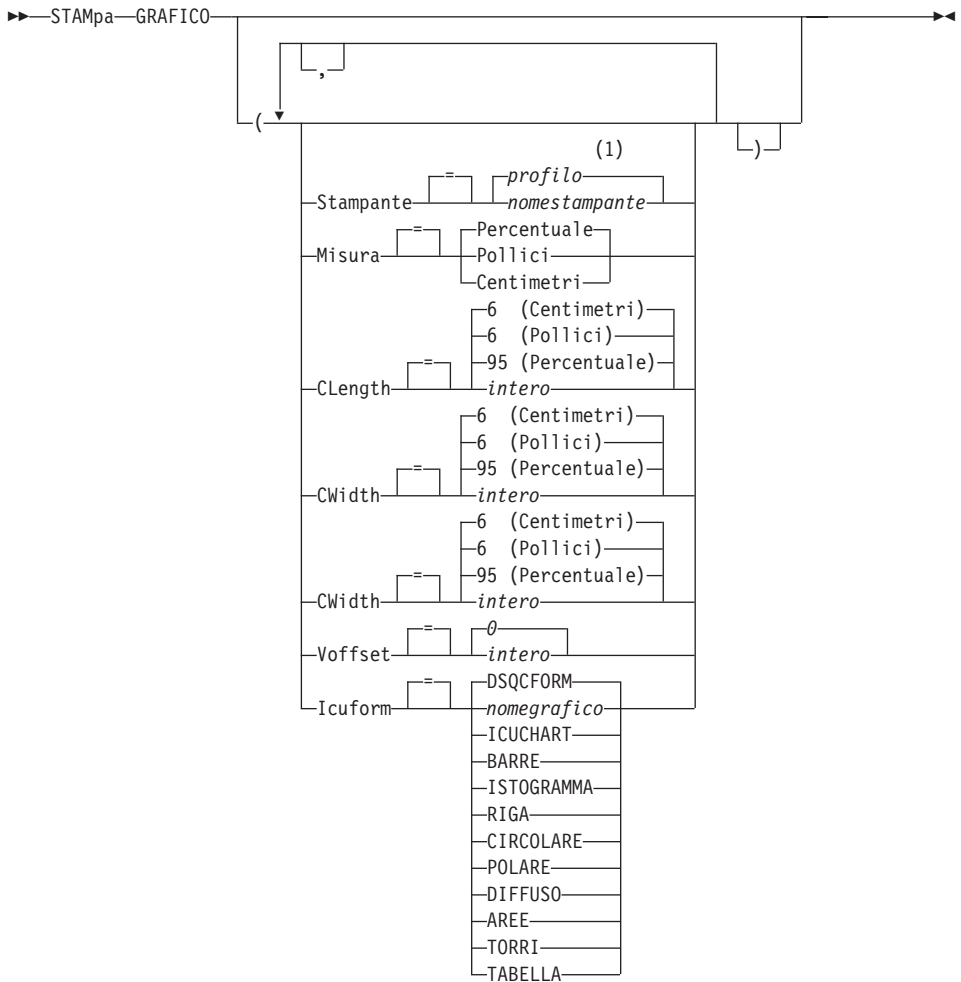 STAMpa GRAFICO
,
(
)
(1)
= profilo
Stampante nomestampante
= Percentuale
Misura Pollici
Centimetri
6 (Centimetri)
6 (Pollici)
= 95 (Percentuale)
CLength intero
6 (Centimetri)
6 (Pollici)
= 95 (Percentuale)
CWidth intero
6 (Centimetri)
6 (Pollici)
= 95 (Percentuale)
CWidth intero
= 0
Voffset intero
= DSQCFORM
Icuform nomegrafico
ICUCHART
BARRE
ISTOGRAMMA
RIGA
CIRCOLARE
POLARE
DIFFUSO
AREE
TORRI
TABELLA